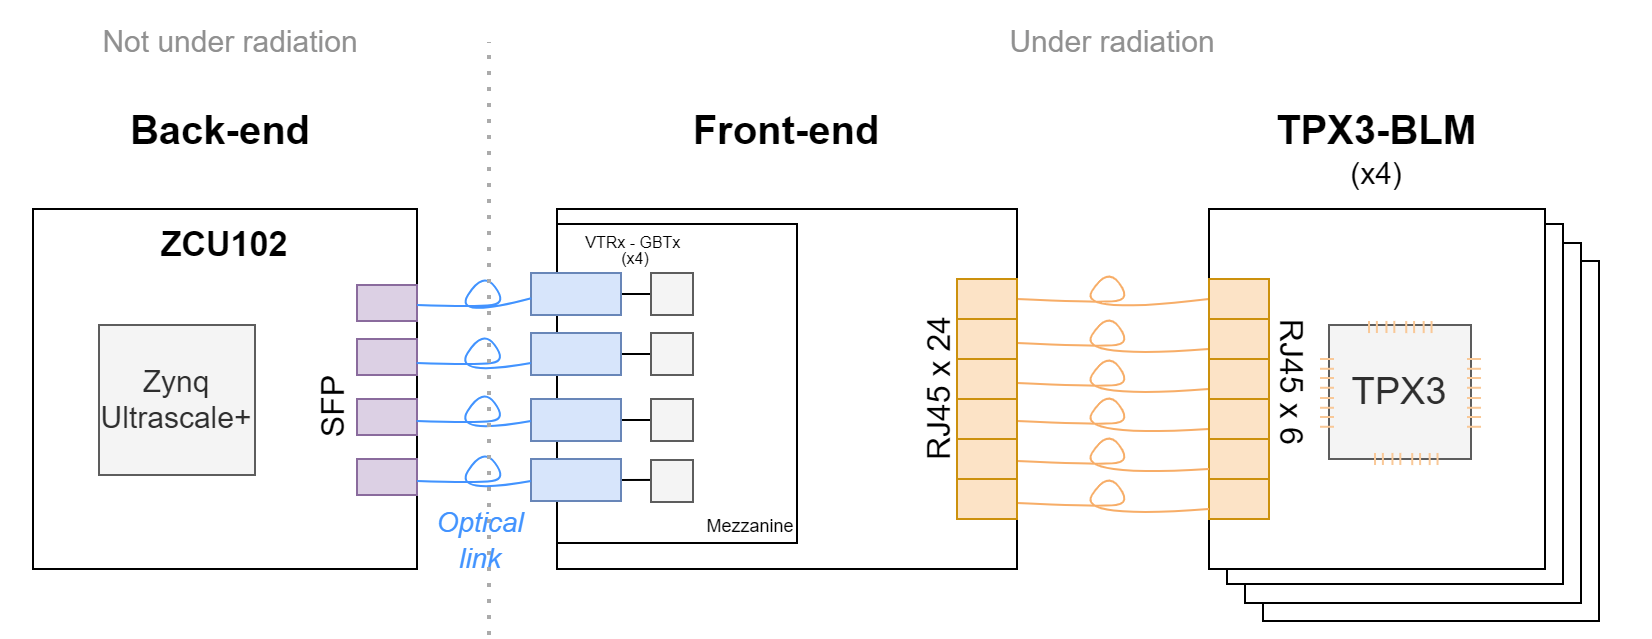 Not under radiation
Under radiation
Back-end
Front-end
TPX3-BLM
(x4)
ZCU102
Zynq
Ultrascale+
SFP
Optical
link
VTRx - GBTx
(x4)
Mezzanine
RJ45 x 24
RJ45 x 6
TPX3